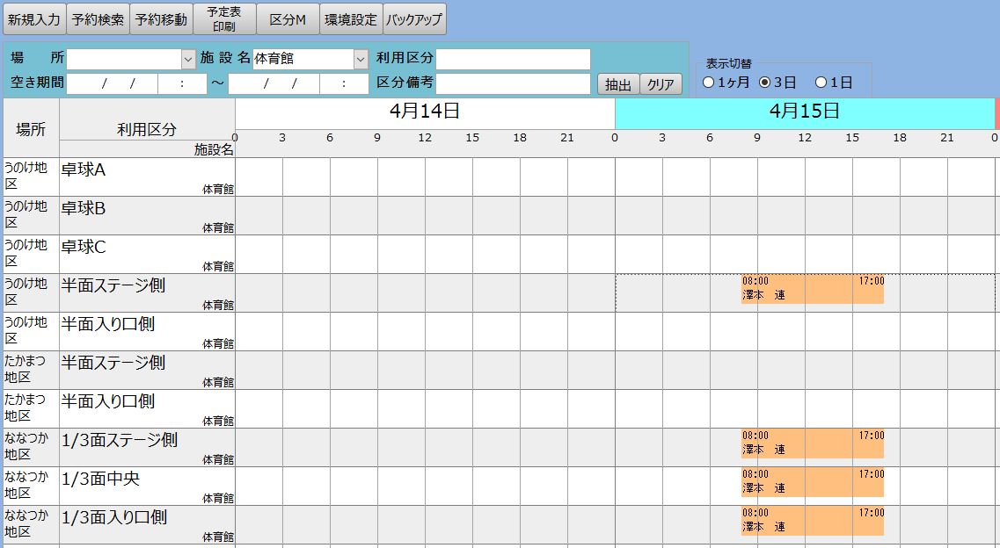 新規入力 予約検索 予約移動 予定表印刷 区分M 環境設定 バックアップ
場　所 施 設 名 体育館 利用区分
表示切替
空き期間 /　/　: ～ /　/　: 区分備考 抽出 クリア 1ヶ月 3日 1日
場所 利用区分 施設名 4月14日 4月15日
0 3 6 9 12 15 18 21 0 3 6 9 12 15 18 21 0
うのけ地区 卓球A 体育館
うのけ地区 卓球B 体育館
うのけ地区 卓球C 体育館
うのけ地区 半面ステージ側 体育館 08:00 17:00 澤本　連
うのけ地区 半面入り口側 体育館
たかまつ地区 半面ステージ側 体育館
たかまつ地区 半面入り口側 体育館
ななつか地区 1/3面ステージ側 体育館 08:00 17:00 澤本　連
ななつか地区 1/3面中央 体育館 08:00 17:00 澤本　連
ななつか地区 1/3面入り口側 体育館 08:00 17:00 澤本　連